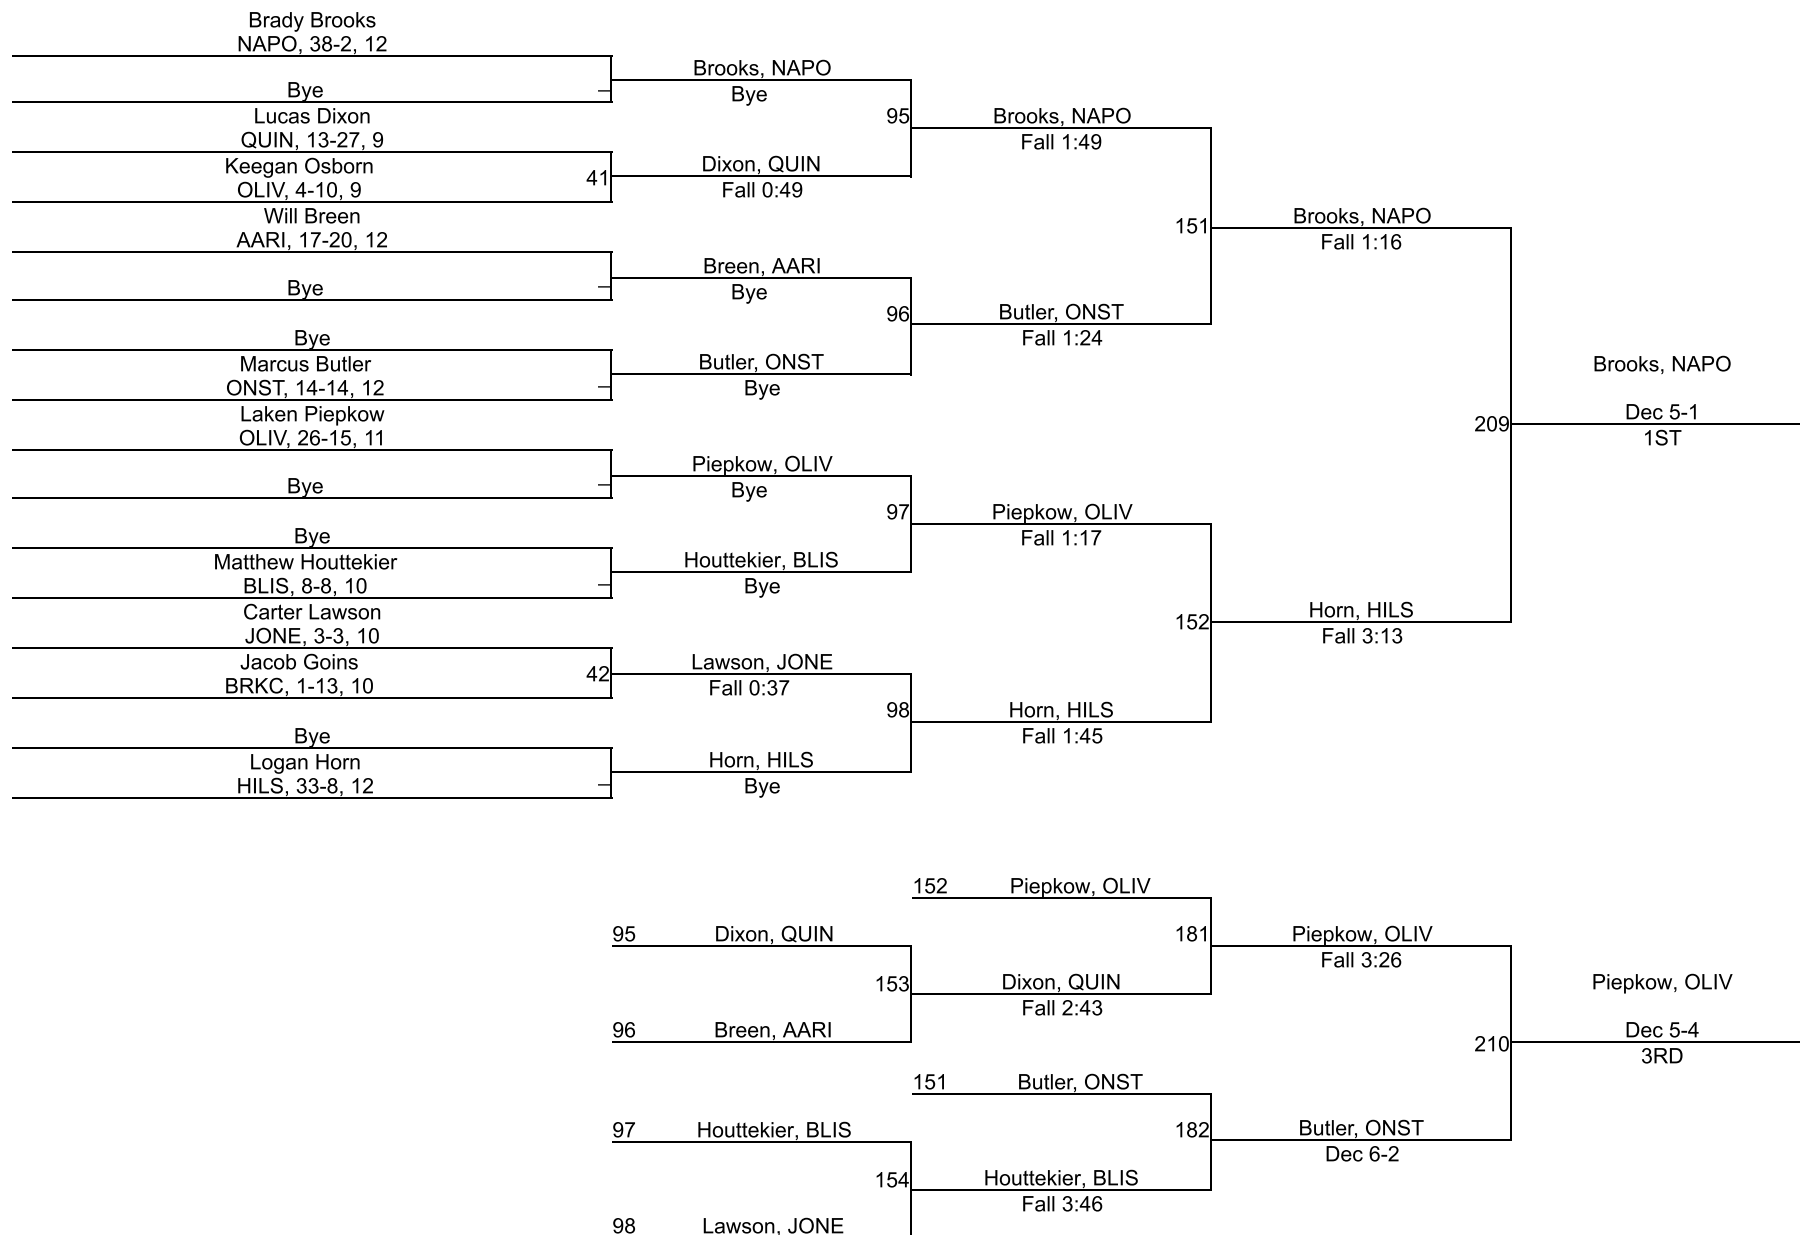 Brady Brooks
NAPO, 38-2, 12
Bye
Lucas Dixon
QUIN, 13-27, 9
Keegan Osborn
OLIV, 4-10, 9
41
Will Breen
AARI, 17-20, 12
Bye
Bye
Marcus Butler
ONST, 14-14, 12
Laken Piepkow
OLIV, 26-15, 11
Bye
Bye
Matthew Houttekier
BLIS, 8-8, 10
Carter Lawson
JONE, 3-3, 10
Jacob Goins
BRKC, 1-13, 10
42
Bye
Logan Horn
HILS, 33-8, 12
Brooks, NAPO
Bye
95
Dixon, QUIN
Fall 0:49
Breen, AARI
Bye
96
Butler, ONST
Bye
Piepkow, OLIV
Bye
97
Houttekier, BLIS
Bye
Lawson, JONE
Fall 0:37
98
Horn, HILS
Bye
Brooks, NAPO
Fall 1:49
151
Butler, ONST
Fall 1:24
Piepkow, OLIV
Fall 1:17
152
Horn, HILS
Fall 1:45
Brooks, NAPO
Fall 1:16
209
Horn, HILS
Fall 3:13
Brooks, NAPO
Dec 5-1
1ST
95 Dixon, QUIN
153
96 Breen, AARI
97 Houttekier, BLIS
154
98 Lawson, JONE
152 Piepkow, OLIV
181
Dixon, QUIN
Fall 2:43
151 Butler, ONST
182
Houttekier, BLIS
Fall 3:46
Piepkow, OLIV
Fall 3:26
210
Butler, ONST
Dec 6-2
Piepkow, OLIV
Dec 5-4
3RD